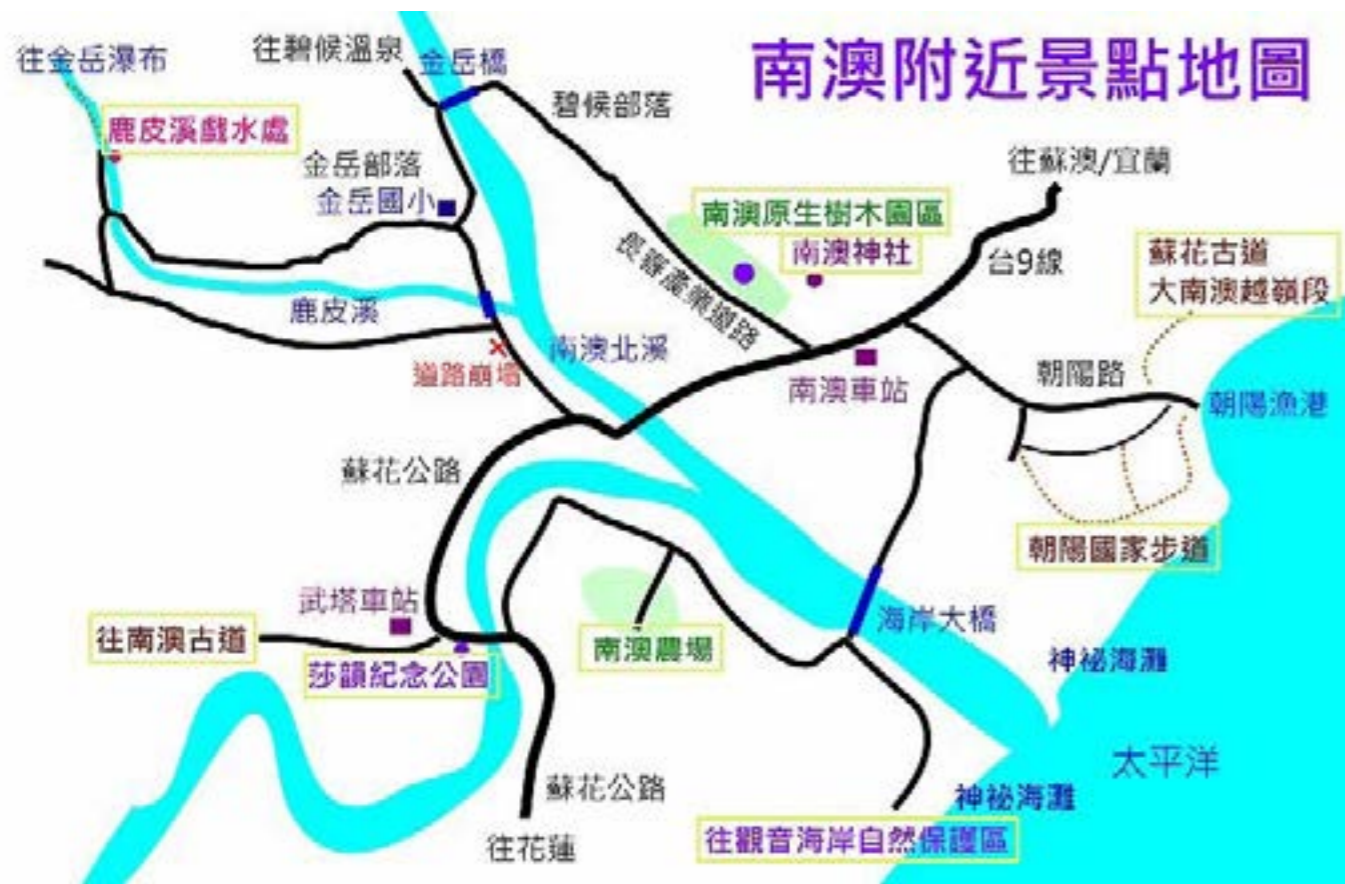 南澳附近景點地圖
往金岳瀑布
往碧候溫泉
金岳橋
碧候部落
鹿皮溪戲水處
金岳部落
金岳國小
往蘇澳/宜蘭
南澳原生樹木園區
南澳神社
台9線
蘇花古道
大南澳越嶺段
長壽產業道路
鹿皮溪
道路崩塌
南澳北溪
南澳車站
朝陽路
朝陽漁港
蘇花公路
朝陽國家步道
武塔車站
往南澳古道
莎韻紀念公園
南澳農場
海岸大橋
神祕海灘
太平洋
蘇花公路
神祕海灘
往花蓮
往觀音海岸自然保護區